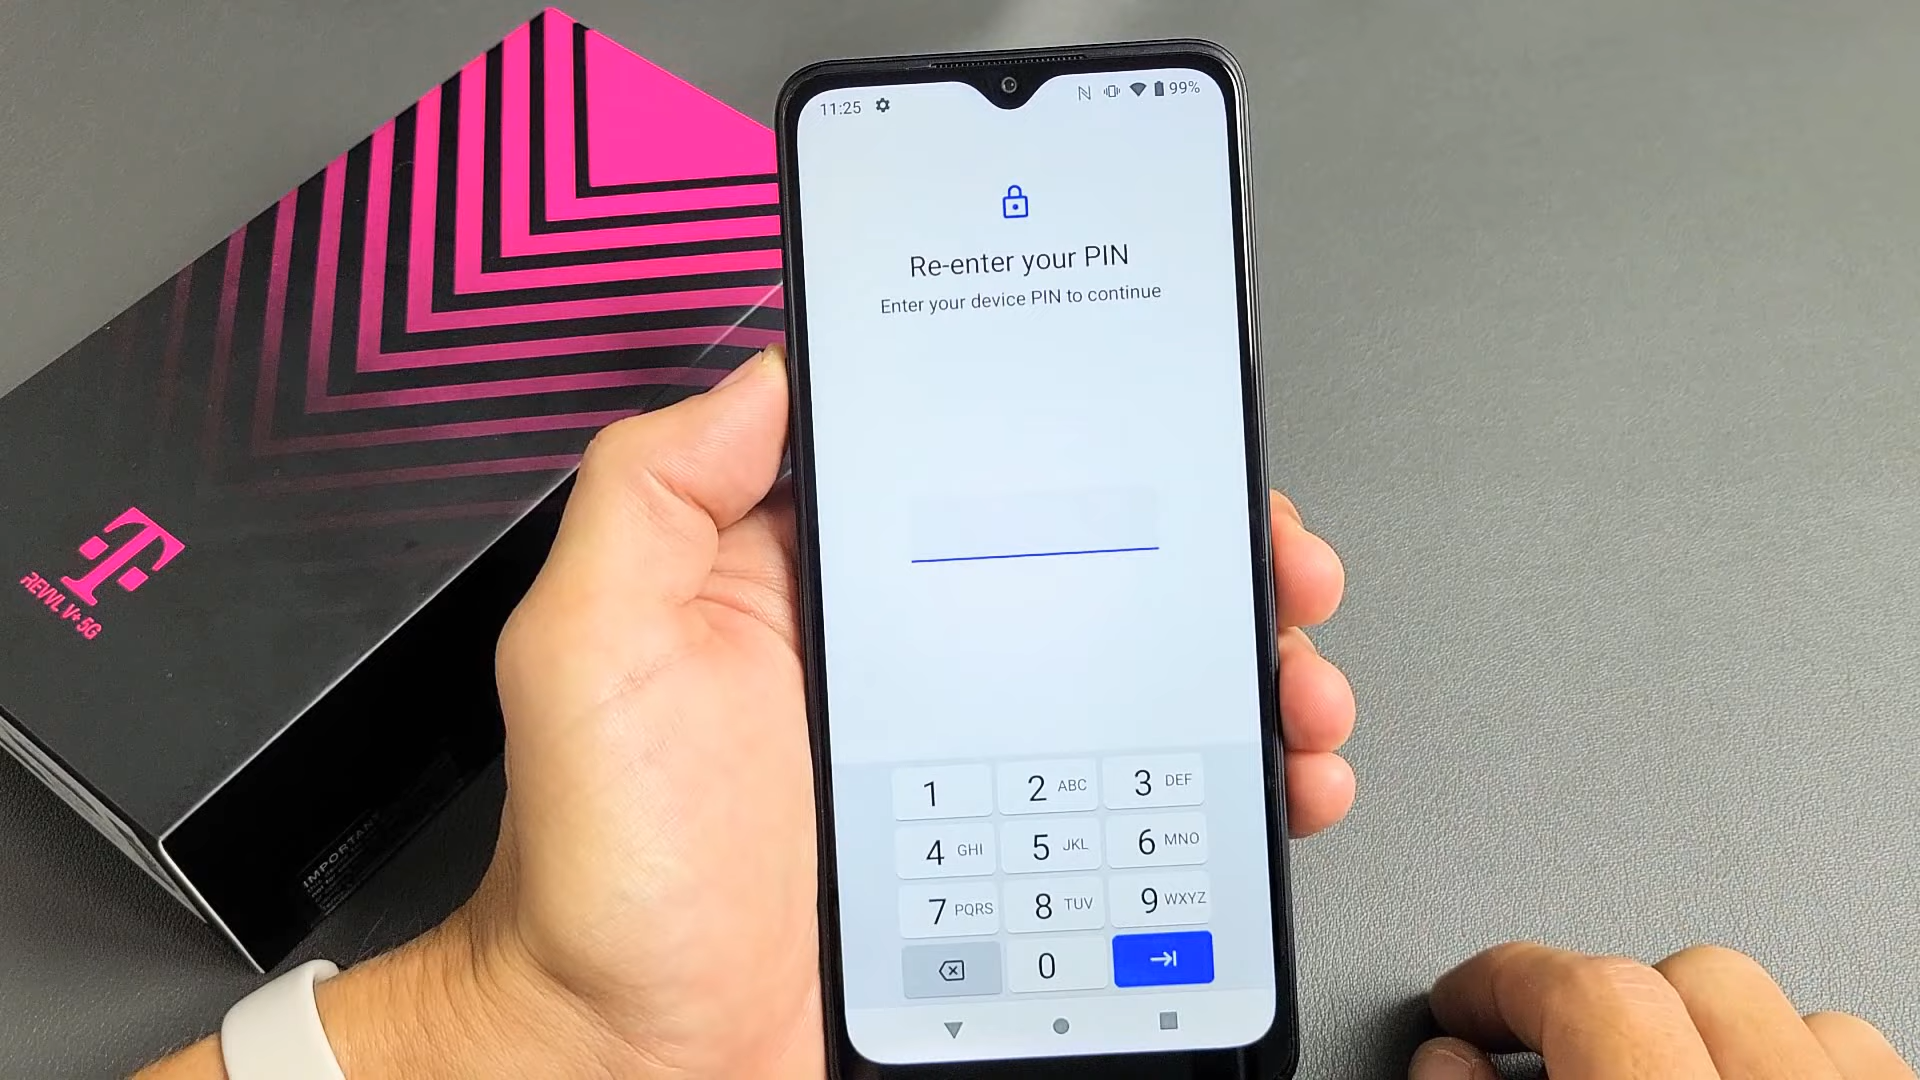 11:25
99%
Re-enter your PIN
Enter your device PIN to continue
1
2 ABC
3 DEF
4 GHI
5 JKL
6 MNO
7 PQRS
8 TUV
9 WXYZ
0
T
REVVL V+ 5G
IMPORTANT